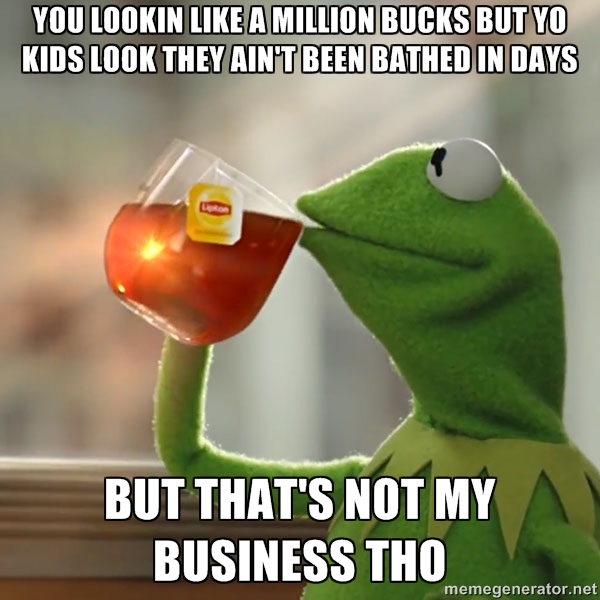 YOU LOOKIN LIKE A MILLION BUCKS BUT YO
KIDS LOOK THEY AIN'T BEEN BATHED IN DAYS
Lipton
BUT THAT'S NOT MY
BUSINESS THO
memegenerator.net